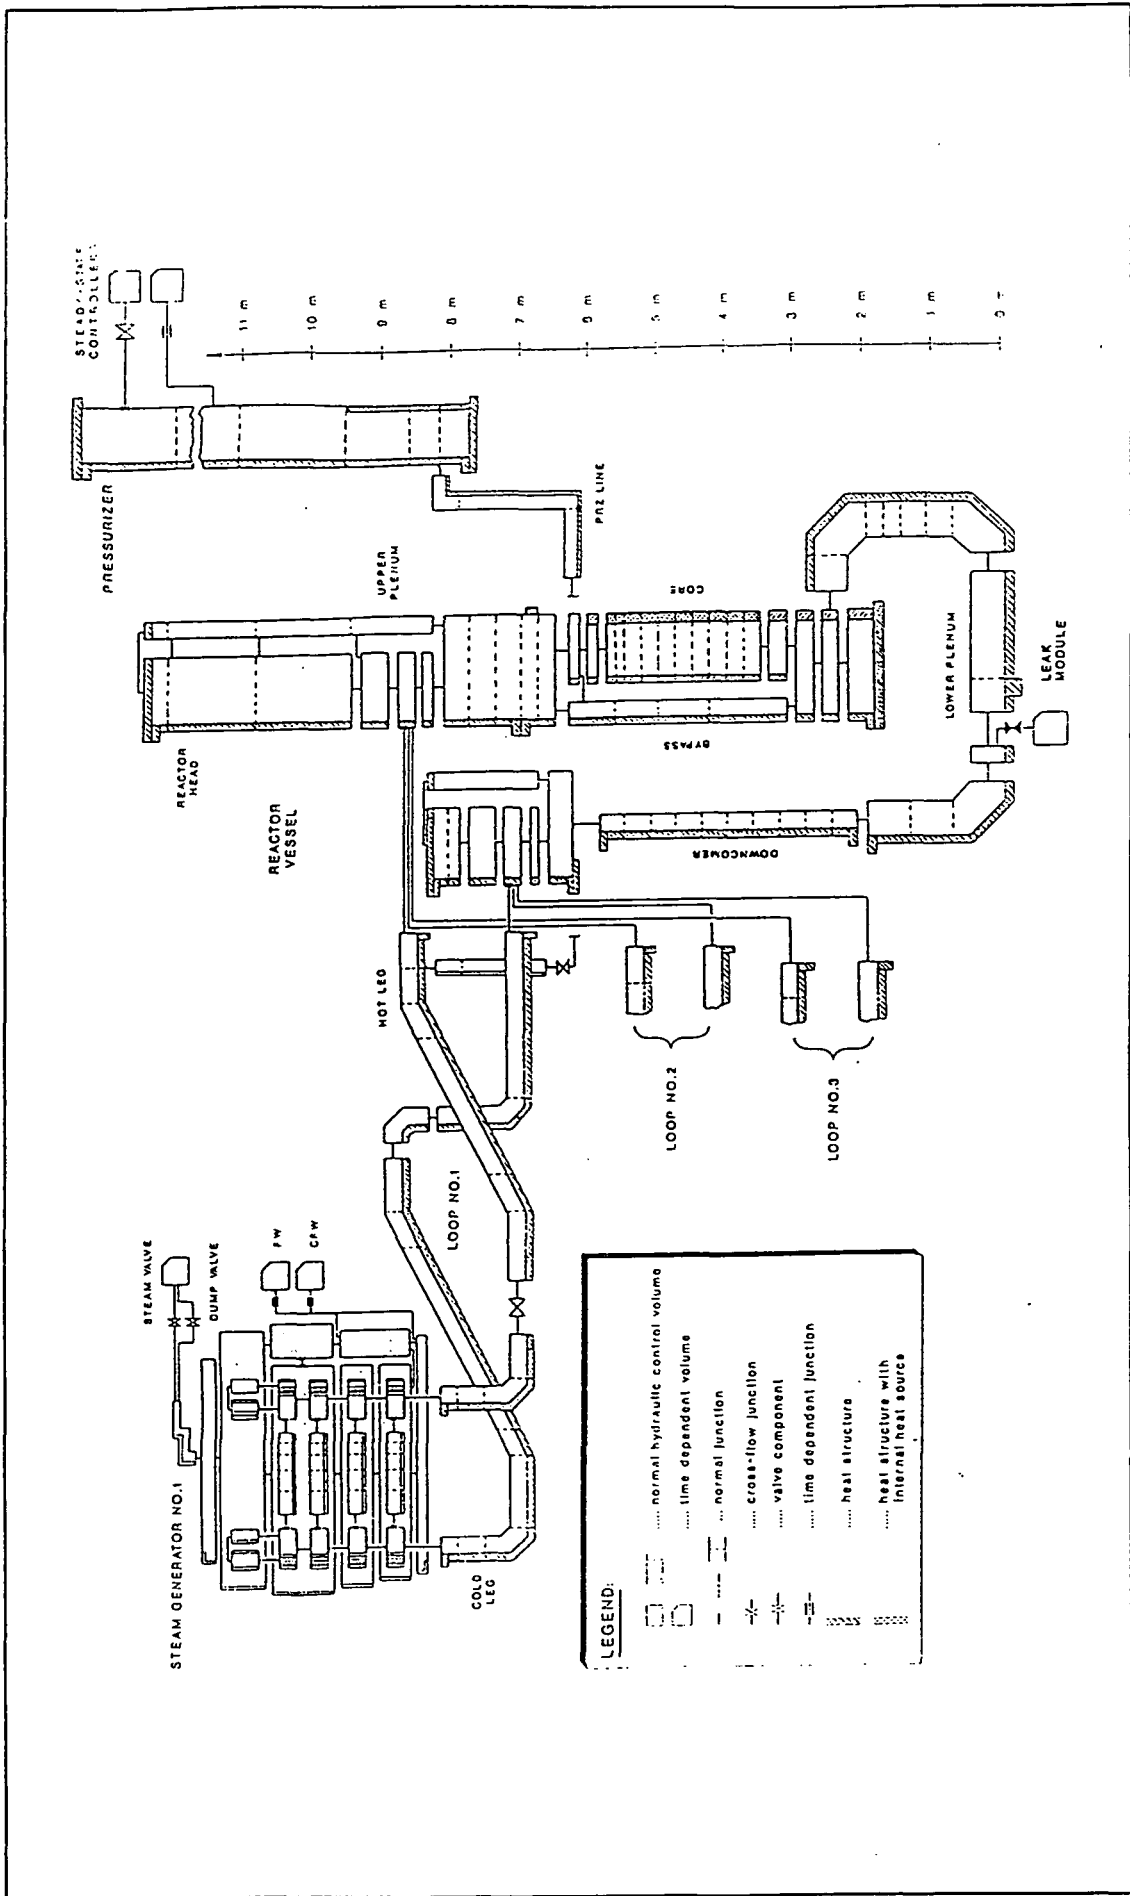 STEAM GENERATOR NO.1
STEAM VALVE
DUMP VALVE
FW
COLD
LEG
LOOP NO.1
HOT LEG
REACTOR
VESSEL
REACTOR
HEAD
UPPER
PLENUM
PRESSURIZER
STEADY-STATE
CONTROLLERS
PRZ LINE
CORE
BYPASS
DOWNCOMER
LOWER PLENUM
LEAK
MODULE
LOOP NO.2
LOOP NO.3
11 m
10 m
9 m
8 m
7 m
6 m
5 m
4 m
3 m
2 m
1 m
LEGEND:
..... normal hydraulic control volume
..... time dependent volume
... normal junction
..... cross-flow junction
..... valve component
..... time dependent junction
..... heat structure
..... heat structure with
internal heat source